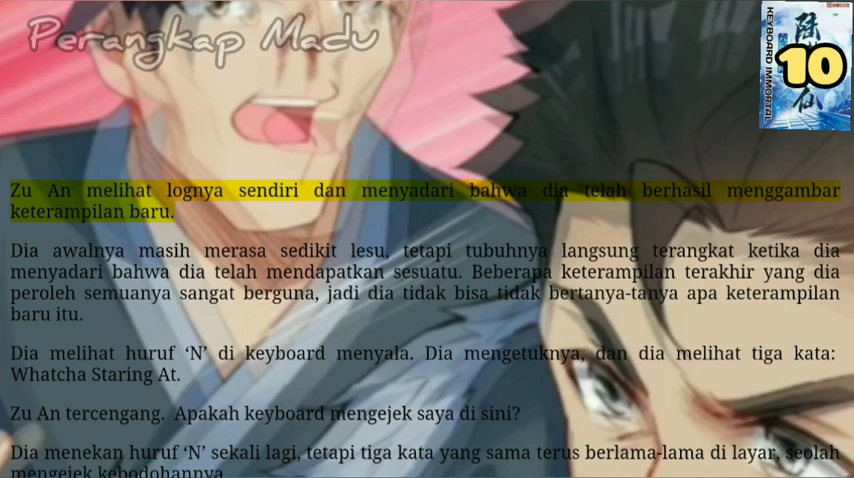 Perangkap Madu
KEYBOARD IMMORTAL
10
Zu An melihat lognya sendiri dan menyadari bahwa dia telah berhasil menggambar
keterampilan baru.
Dia awalnya masih merasa sedikit lesu, tetapi tubuhnya langsung terangkat ketika dia
menyadari bahwa dia telah mendapatkan sesuatu. Beberapa keterampilan terakhir yang dia
peroleh semuanya sangat berguna, jadi dia tidak bisa tidak bertanya-tanya apa keterampilan
baru itu.
Dia melihat huruf ‘N’ di keyboard menyala. Dia mengetuknya, dan dia melihat tiga kata:
Whatcha Staring At.
Zu An tercengang. Apakah keyboard mengejek saya di sini?
Dia menekan huruf ‘N’ sekali lagi, tetapi tiga kata yang sama terus berlama-lama di layar, seolah
mengejek kebodohannya